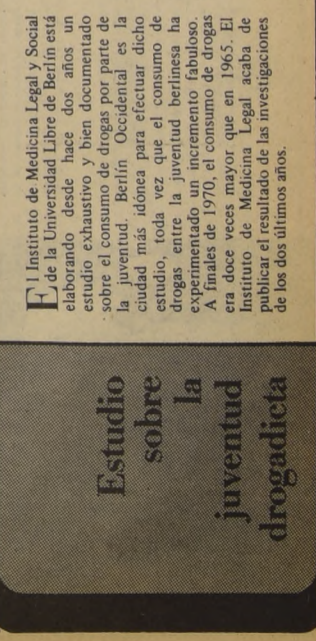 Estudio
sobre
la
juventud
drogadicta
El Instituto de Medicina Legal y Social
de la Universidad Libre de Berlín está
elaborando desde hace dos años un
estudio exhaustivo y bien documentado
sobre el consumo de drogas por parte de
la juventud. Berlín Occidental es la
ciudad más idónea para efectuar dicho
estudio, toda vez que el consumo de
drogas entre la juventud berlinesa ha
experimentado un incremento fabuloso.
A finales de 1970, el consumo de drogas
era doce veces mayor que en 1965. El
Instituto de Medicina Legal acaba de
publicar el resultado de las investigaciones
de los dos últimos años.